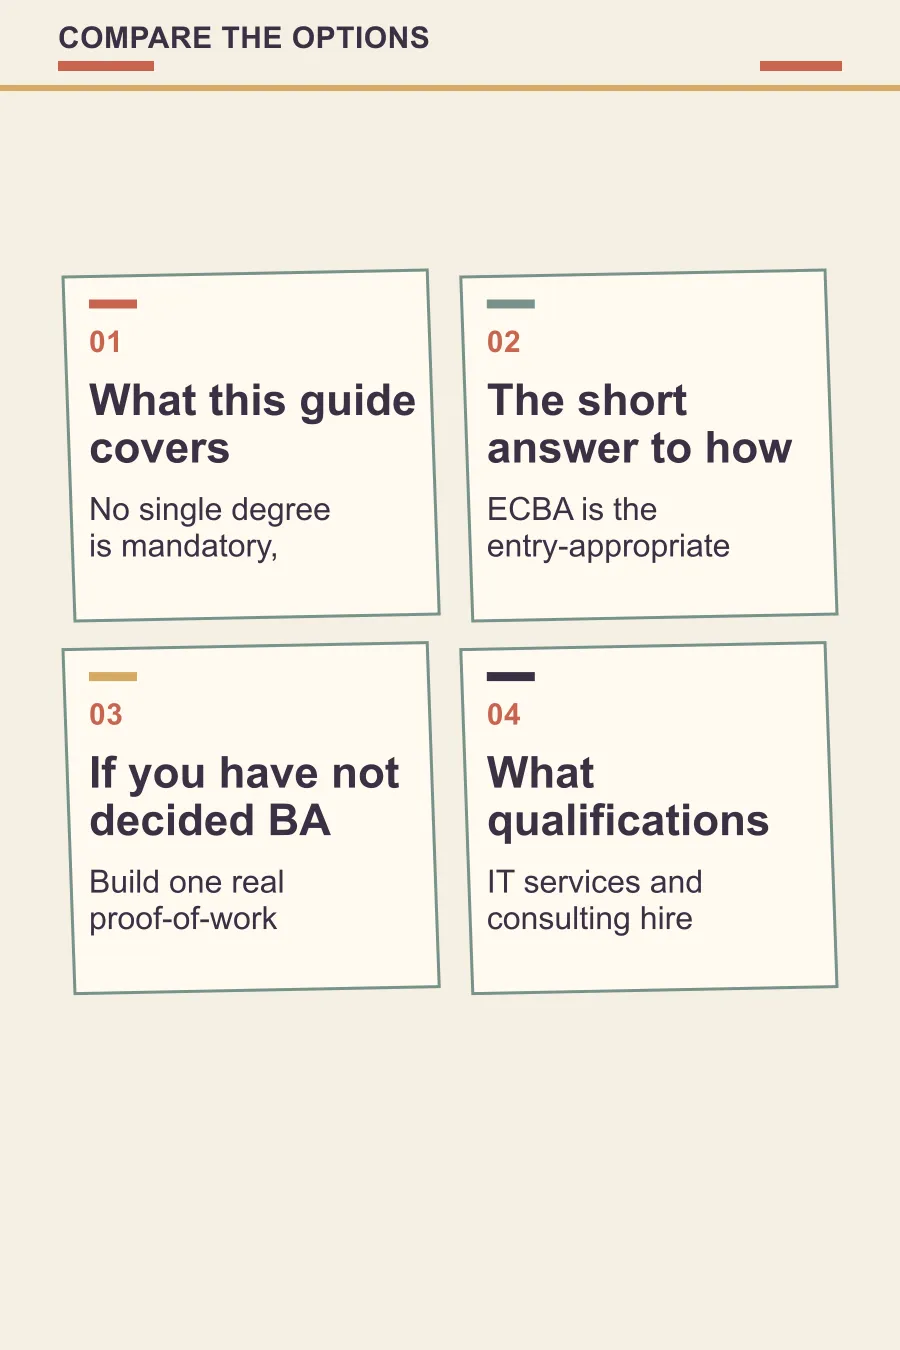 COMPARE THE OPTIONS
01
What this guide
covers
No single degree
is mandatory,
02
The short
answer to how
ECBA is the
entry-appropriate
03
If you have not
decided BA
Build one real
proof-of-work
04
What
qualifications
IT services and
consulting hire